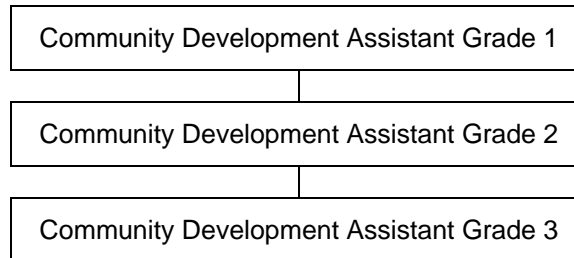 Community Development Assistant Grade 1
Community Development Assistant Grade 2
Community Development Assistant Grade 3